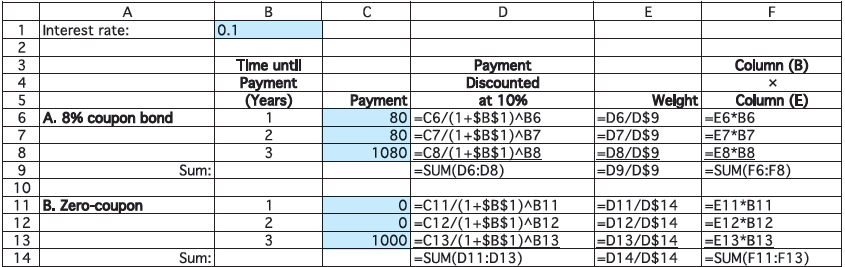 A B C D E F
1 Interest rate: 0.1
2
3 Time until Payment Column (B)
4 Payment Discounted ×
5 (Years) Payment at 10% Weight Column (E)
6 A. 8% coupon bond 1 80 =C6/(1+$B$1)^B6 =D6/D$9 =E6*B6
7 2 80 =C7/(1+$B$1)^B7 =D7/D$9 =E7*B7
8 3 1080 =C8/(1+$B$1)^B8 =D8/D$9 =E8*B8
9 Sum: =SUM(D6:D8) =D9/D$9 =SUM(F6:F8)
10
11 B. Zero-coupon 1 0 =C11/(1+$B$1)^B11 =D11/D$14 =E11*B11
12 2 0 =C12/(1+$B$1)^B12 =D12/D$14 =E12*B12
13 3 1000 =C13/(1+$B$1)^B13 =D13/D$14 =E13*B13
14 Sum: =SUM(D11:D13) =D14/D$14 =SUM(F11:F13)